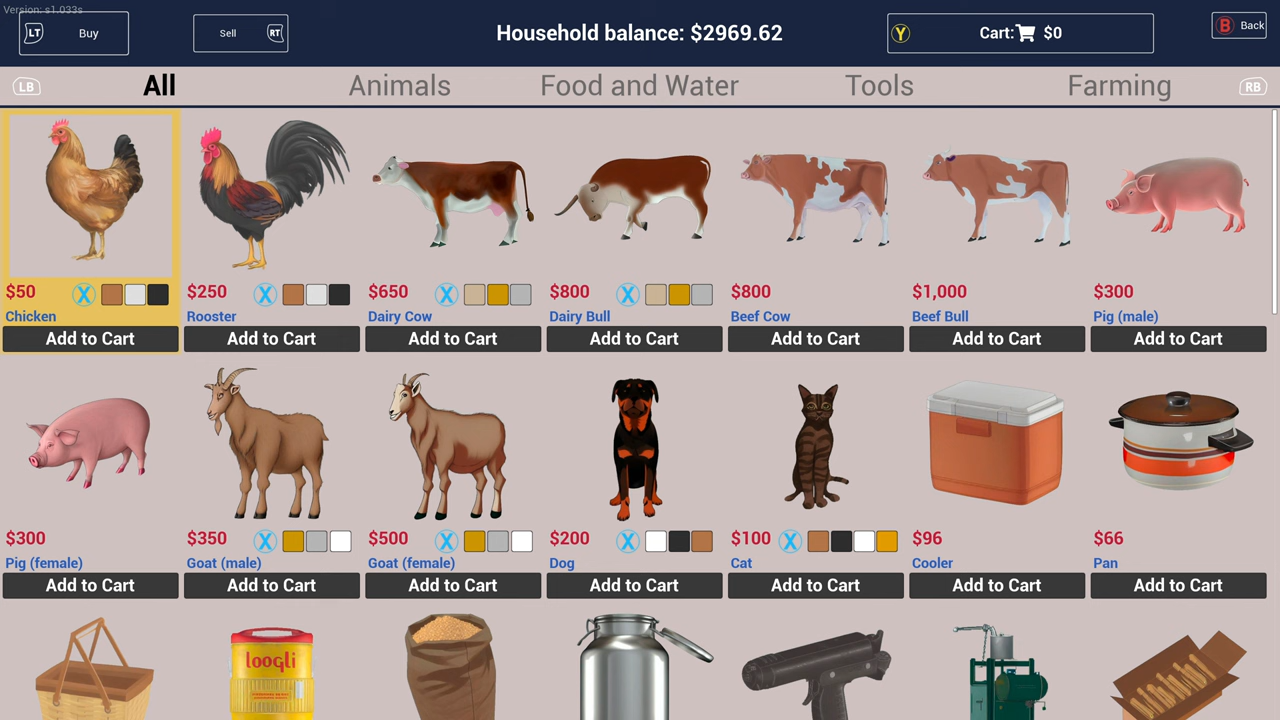 Version: s1.033s
LT Buy
Sell RT
Household balance: $2969.62
Y Cart: $0
B Back
LB All Animals Food and Water Tools Farming RB
$50 X
Chicken
Add to Cart
$250 X
Rooster
Add to Cart
$650 X
Dairy Cow
Add to Cart
$800 X
Dairy Bull
Add to Cart
$800
Beef Cow
Add to Cart
$1,000
Beef Bull
Add to Cart
$300
Pig (male)
Add to Cart
$300
Pig (female)
Add to Cart
$350 X
Goat (male)
Add to Cart
$500 X
Goat (female)
Add to Cart
$200 X
Dog
Add to Cart
$100 X
Cat
Add to Cart
$96
Cooler
Add to Cart
$66
Pan
Add to Cart
loogli